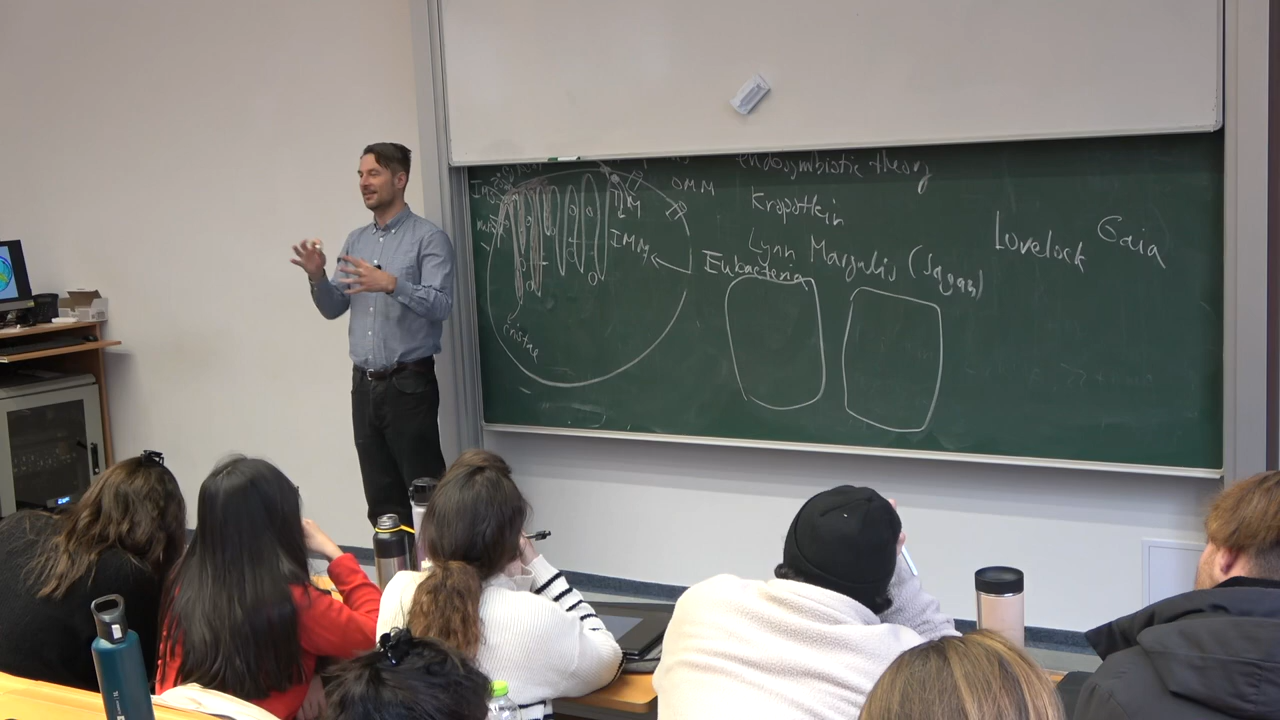 endosymbiotic theory
OMM
Kropotkin
IMM
Lynn Margulis (Sagan)
Lovelock Gaia
Eubacteria
cristae